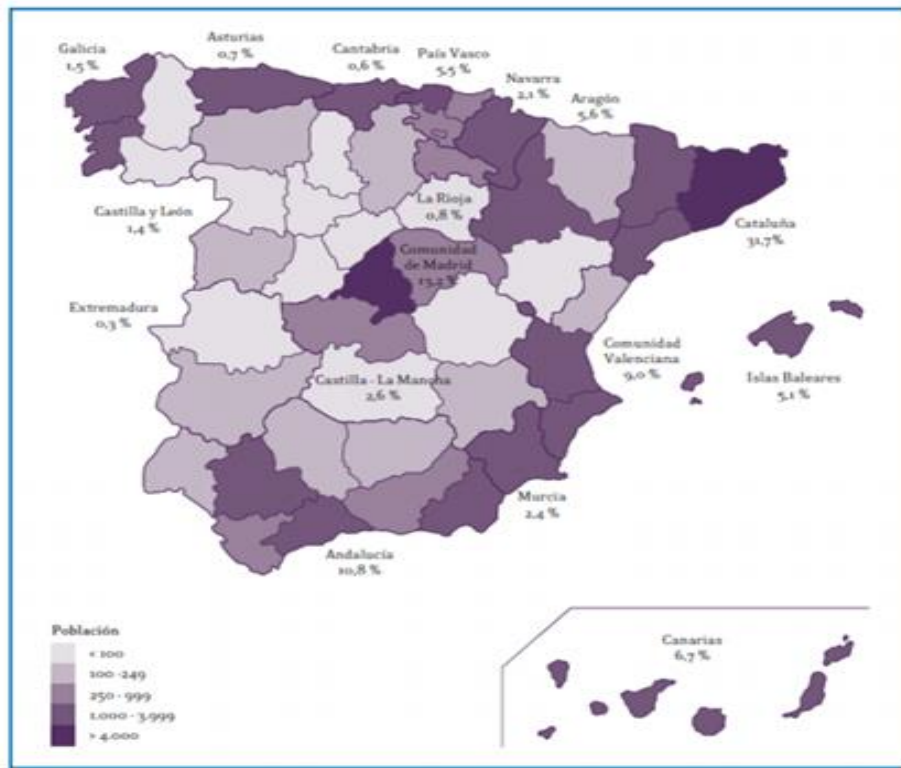 Galicia
1,5 %
Asturias
0,7 %
Cantabria
0,6 %
País Vasco
5,5 %
Navarra
2,1 %
Aragón
5,6 %
Castilla y León
1,4 %
La Rioja
0,8 %
Cataluña
31,7%
Comunidad
de Madrid
13,2 %
Extremadura
0,3 %
Castilla - La Mancha
2,6 %
Comunidad
Valenciana
9,0 %
Islas Baleares
5,1 %
Murcia
2,4 %
Andalucía
10,8 %
Canarias
6,7 %
Población
< 100
100 -249
250 - 999
1.000 - 3.999
> 4.000